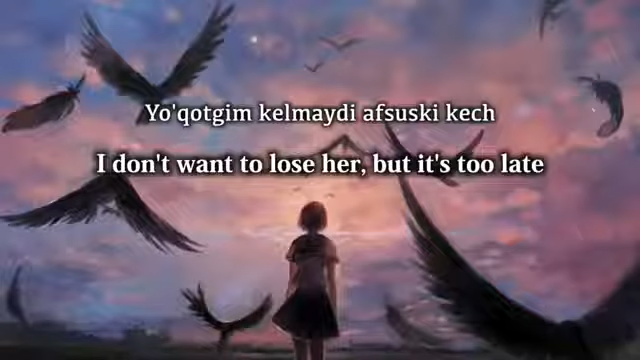 Yo'qotgim kelmaydi afsuski kech
I don't want to lose her, but it's too late